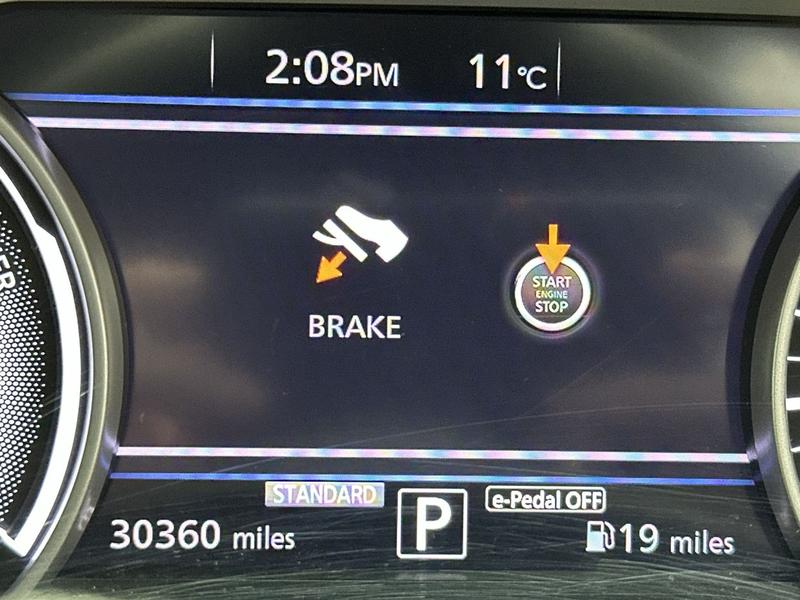 2:08PM 11°C
START
ENGINE
STOP
BRAKE
STANDARD
e-Pedal OFF
P
30360 miles
19 miles